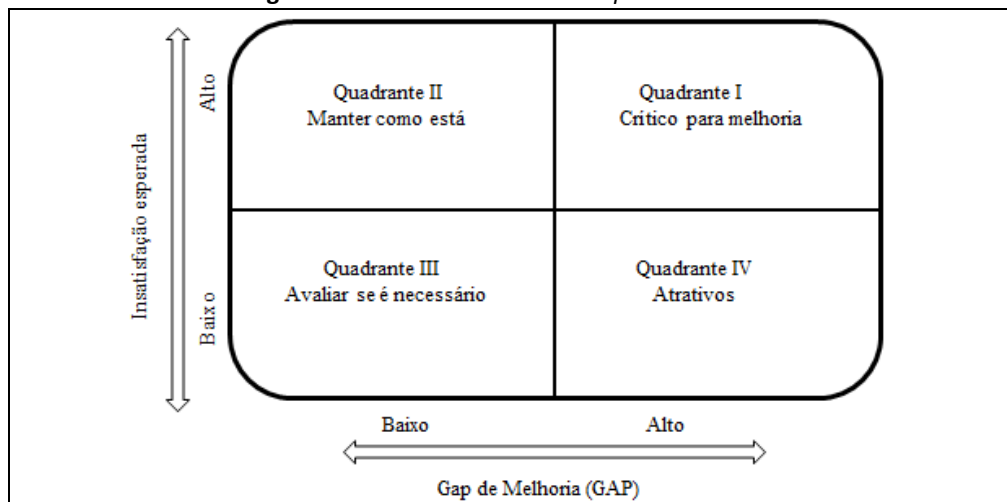 Alto
Quadrante II
Manter como está
Quadrante I
Critico para melhoria
Insatisfação esperada
Quadrante III
Avaliar se é necessário
Quadrante IV
Atrativos
Baixo
Baixo
Alto
Gap de Melhoria (GAP)